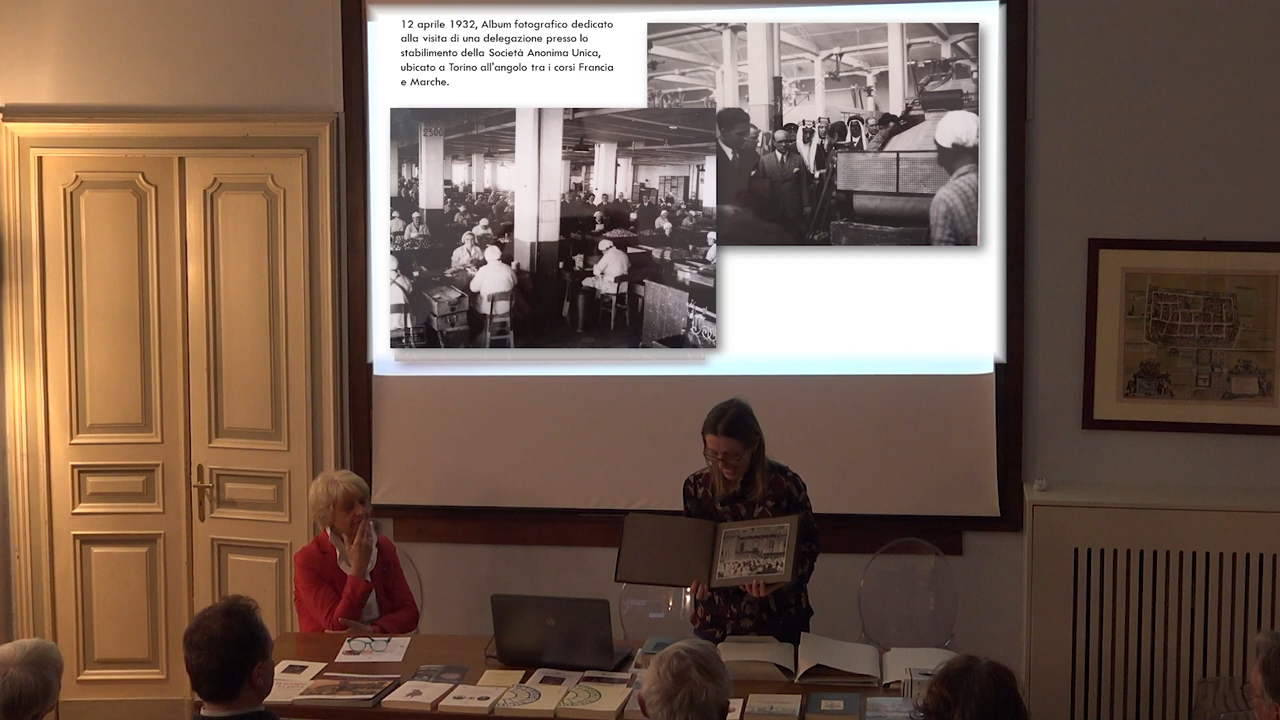 12 aprile 1932, Album fotografico dedicato
alla visita di una delegazione presso lo
stabilimento della Società Anonima Unica,
ubicato a Torino all'angolo tra i corsi Francia
e Marche.
2500